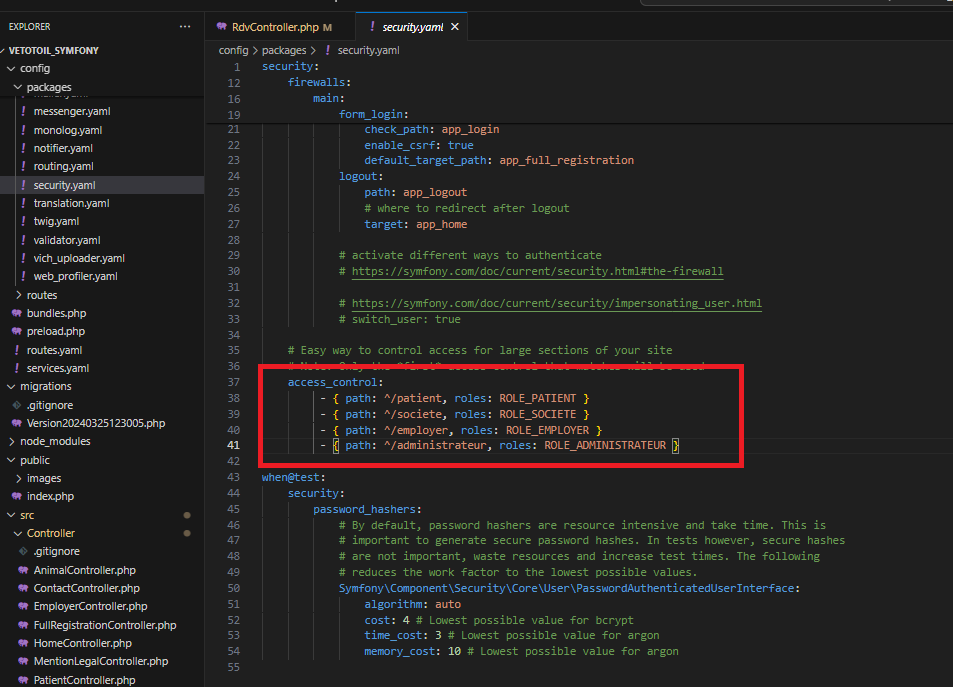 EXPLORER
···
RdvController.php M
! security.yaml ×
VETOTOIL_SYMFONY
config > packages > ! security.yaml
config
packages
! messenger.yaml
! monolog.yaml
! notifier.yaml
! routing.yaml
! security.yaml
! translation.yaml
! twig.yaml
! validator.yaml
! vich_uploader.yaml
! web_profiler.yaml
routes
bundles.php
preload.php
! routes.yaml
! services.yaml
migrations
.gitignore
Version20240325123005.php
node_modules
public
images
index.php
src
Controller
.gitignore
AnimalController.php
ContactController.php
EmployerController.php
FullRegistrationController.php
HomeController.php
MentionLegalController.php
PatientController.php
1 security:
12 firewalls:
16 main:
19 form_login:
21 check_path: app_login
22 enable_csrf: true
23 default_target_path: app_full_registration
24 logout:
25 path: app_logout
26 # where to redirect after logout
27 target: app_home
28
29 # activate different ways to authenticate
30 # https://symfony.com/doc/current/security.html#the-firewall
31
32 # https://symfony.com/doc/current/security/impersonating_user.html
33 # switch_user: true
34
35 # Easy way to control access for large sections of your site
36
37 access_control:
38 - { path: ^/patient, roles: ROLE_PATIENT }
39 - { path: ^/societe, roles: ROLE_SOCIETE }
40 - { path: ^/employer, roles: ROLE_EMPLOYER }
41 - { path: ^/administrateur, roles: ROLE_ADMINISTRATEUR }
42
43 when@test:
44 security:
45 password_hashers:
46 # By default, password hashers are resource intensive and take time. This is
47 # important to generate secure password hashes. In tests however, secure hashes
48 # are not important, waste resources and increase test times. The following
49 # reduces the work factor to the lowest possible values.
50 Symfony\Component\Security\Core\User\PasswordAuthenticatedUserInterface:
51 algorithm: auto
52 cost: 4 # Lowest possible value for bcrypt
53 time_cost: 3 # Lowest possible value for argon
54 memory_cost: 10 # Lowest possible value for argon
55